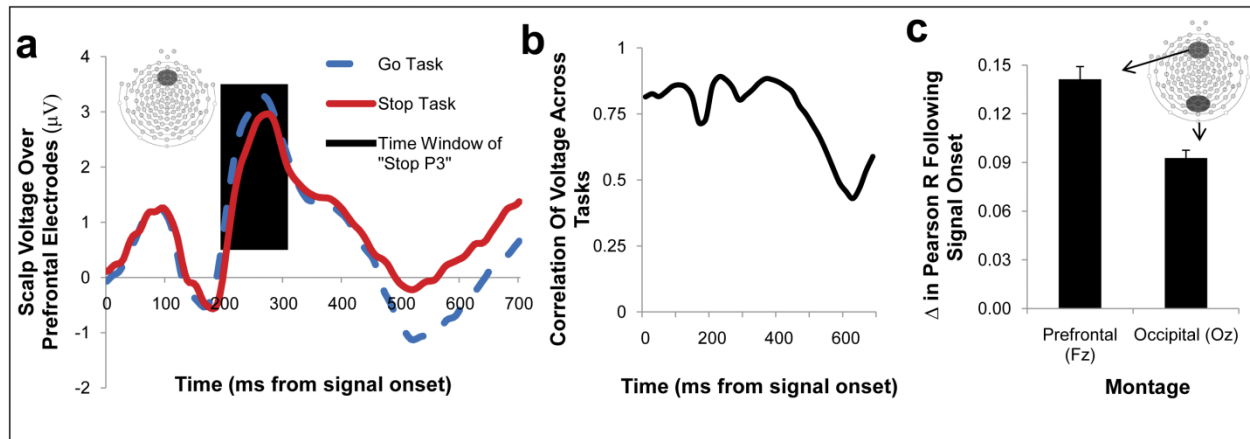 a
Scalp Voltage Over
Prefrontal Electrodes (μV)
4
3
2
1
0
-1
-2
0 100 200 300 400 500 600 700
Time (ms from signal onset)
Go Task
Stop Task
Time Window of
"Stop P3"
b
Correlation Of Voltage Across
Tasks
1
0.75
0.5
0.25
0
0 200 400 600
Time (ms from signal onset)
c
Δ in Pearson R Following
Signal Onset
0.15
0.12
0.09
0.06
0.03
0.00
Prefrontal
(Fz)
Occipital (Oz)
Montage